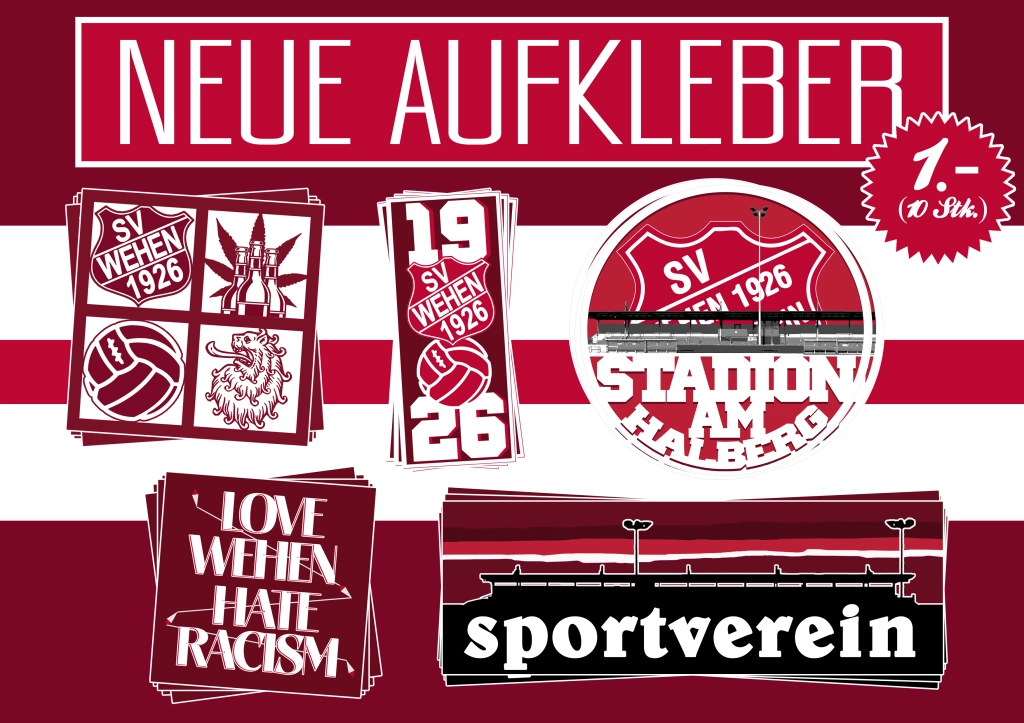 NEUE AUFKLEBER
1.-
(10 Stk.)
SV
WEHEN
1926
19
SV
WEHEN
1926
26
SV
1926
STADION
AM
HALBERG
LOVE
WEHEN
HATE
RACISM
sportverein